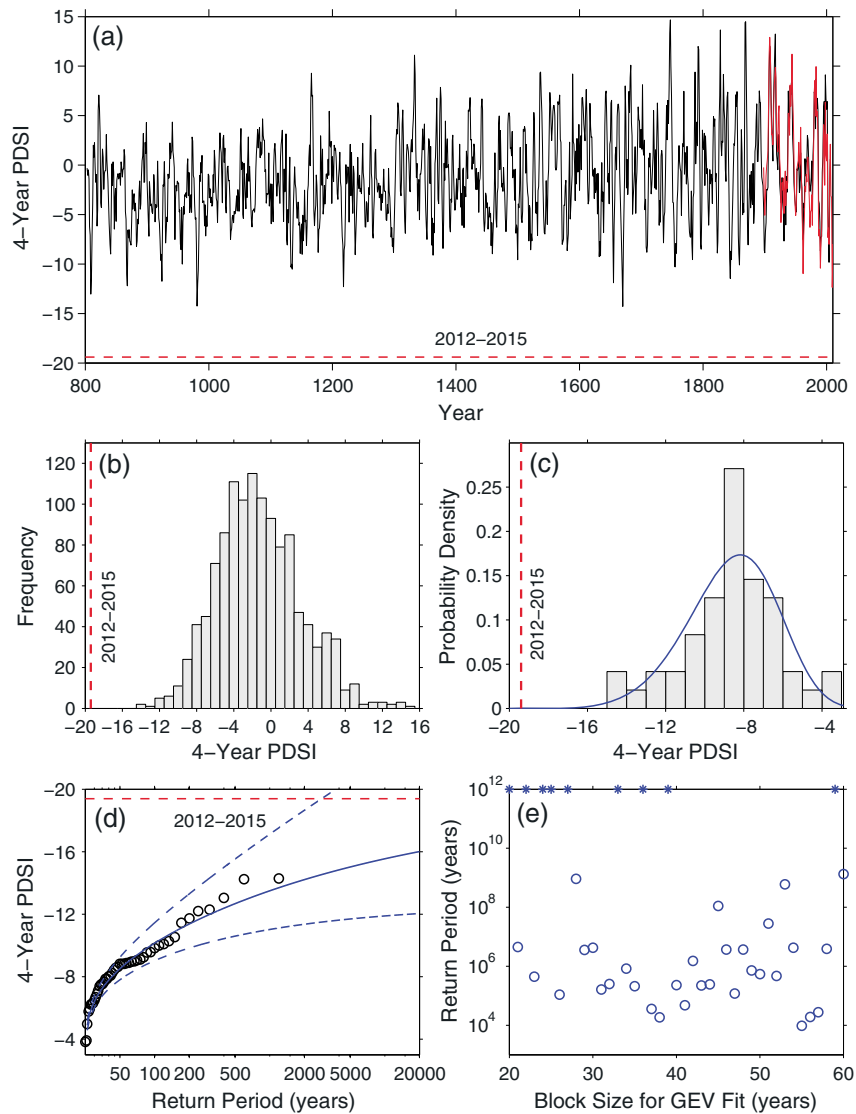 (a)
4−Year PDSI
15
10
5
0
−5
−10
−15
−20
2012−2015
800 1000 1200 1400 1600 1800 2000
Year
(b)
Frequency
120
100
80
60
40
20
0
2012−2015
−20 −16 −12 −8 −4 0 4 8 12 16
4−Year PDSI
(c)
Probability Density
0.25
0.2
0.15
0.1
0.05
0
2012−2015
−20 −16 −12 −8 −4
4−Year PDSI
(d)
4−Year PDSI
−20
−16
−12
−8
−4
2012−2015
50 100 200 500 2000 5000 20000
Return Period (years)
(e)
Return Period (years)
10^12
10^10
10^8
10^6
10^4
20 30 40 50 60
Block Size for GEV Fit (years)